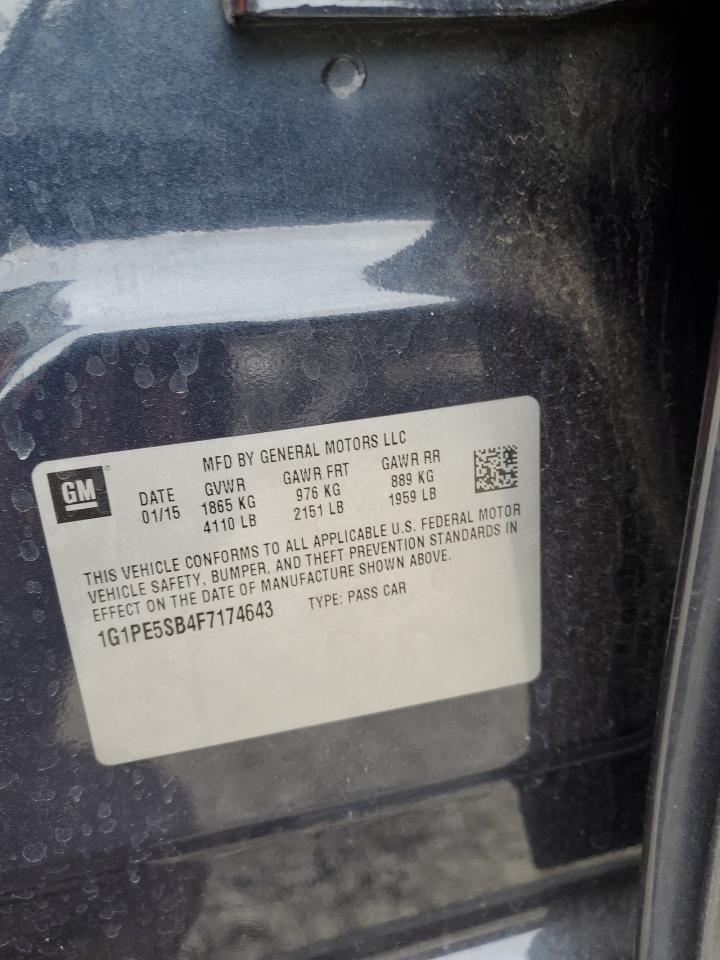 GM
MFD BY GENERAL MOTORS LLC
DATE GVWR GAWR FRT GAWR RR
01/15 1865 KG 976 KG 889 KG
4110 LB 2151 LB 1959 LB
THIS VEHICLE CONFORMS TO ALL APPLICABLE U.S. FEDERAL MOTOR
VEHICLE SAFETY, BUMPER, AND THEFT PREVENTION STANDARDS IN
EFFECT ON THE DATE OF MANUFACTURE SHOWN ABOVE.
1G1PE5SB4F7174643 TYPE: PASS CAR